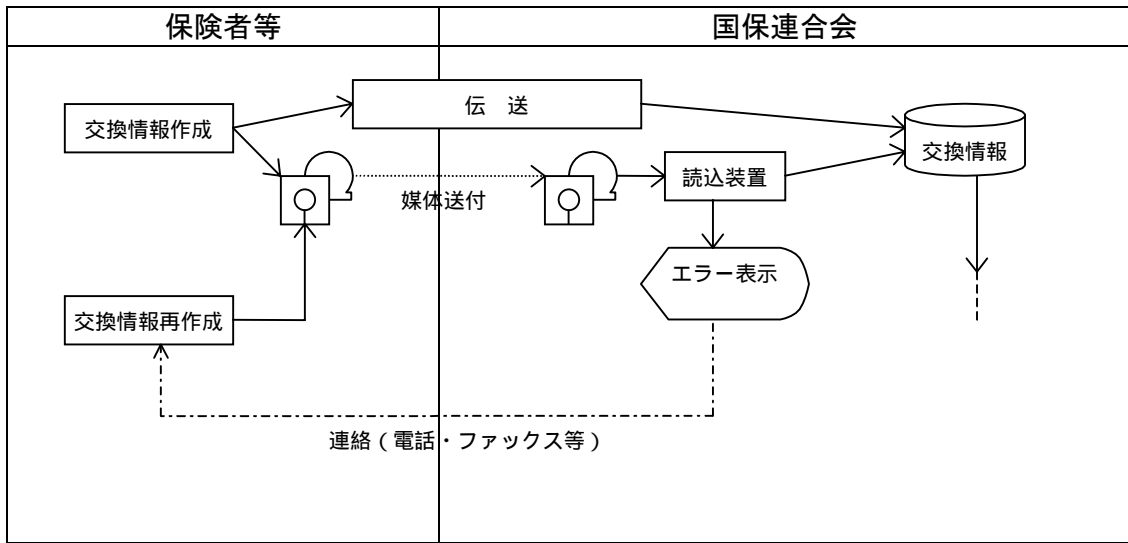 保険者等
国保連合会
伝　送
交換情報作成
交換情報
読込装置
媒体送付
エラー表示
交換情報再作成
連絡（電話・ファックス等）